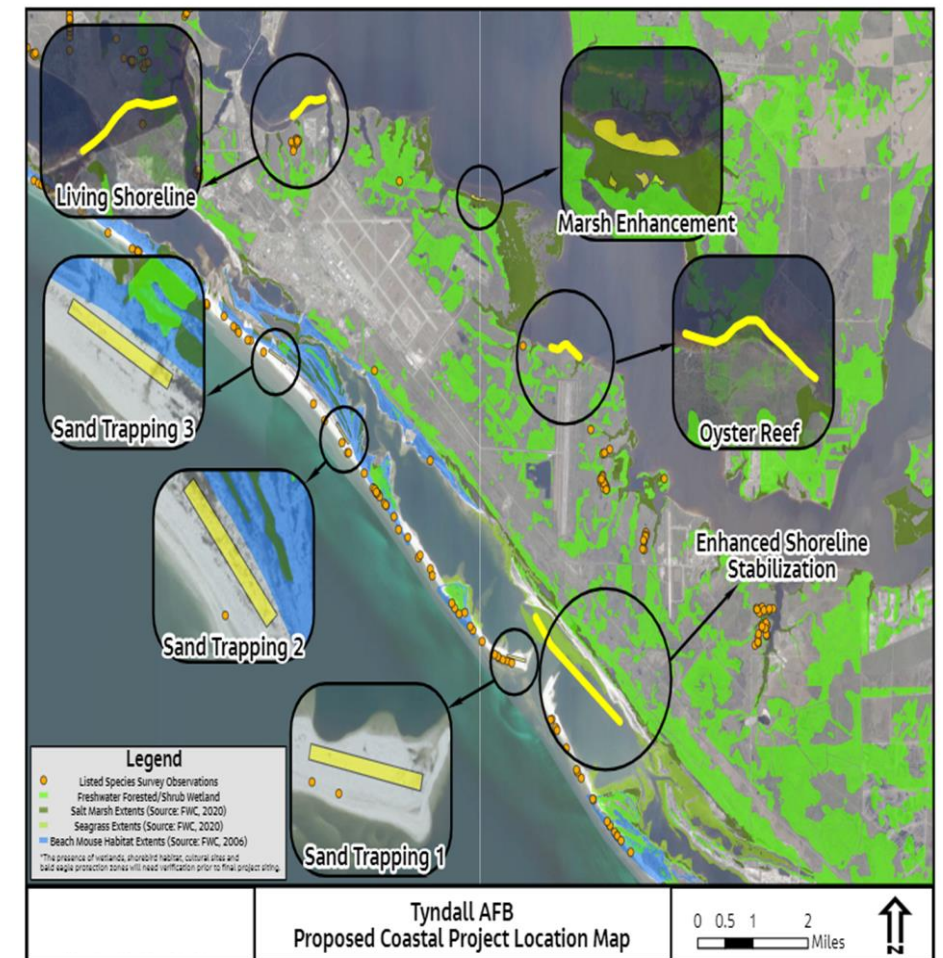 Living Shoreline
Marsh Enhancement
Sand Trapping 3
Oyster Reef
Enhanced Shoreline
Stabilization
Sand Trapping 2
Sand Trapping 1
Legend
Listed Species Survey Observations
Freshwater Forested/Shrub Wetland
Salt Marsh Extents (Source: FWC, 2020)
Seagrass Extents (Source: FWC, 2020)
Beach Mouse Habitat Extents (Source: FWC, 2006)
*The presence of wetlands, shorebird habitat, cultural sites and
bald eagle protection zones will need verification prior to final project siting.
Tyndall AFB
Proposed Coastal Project Location Map
0 0.5 1 2
Miles
N